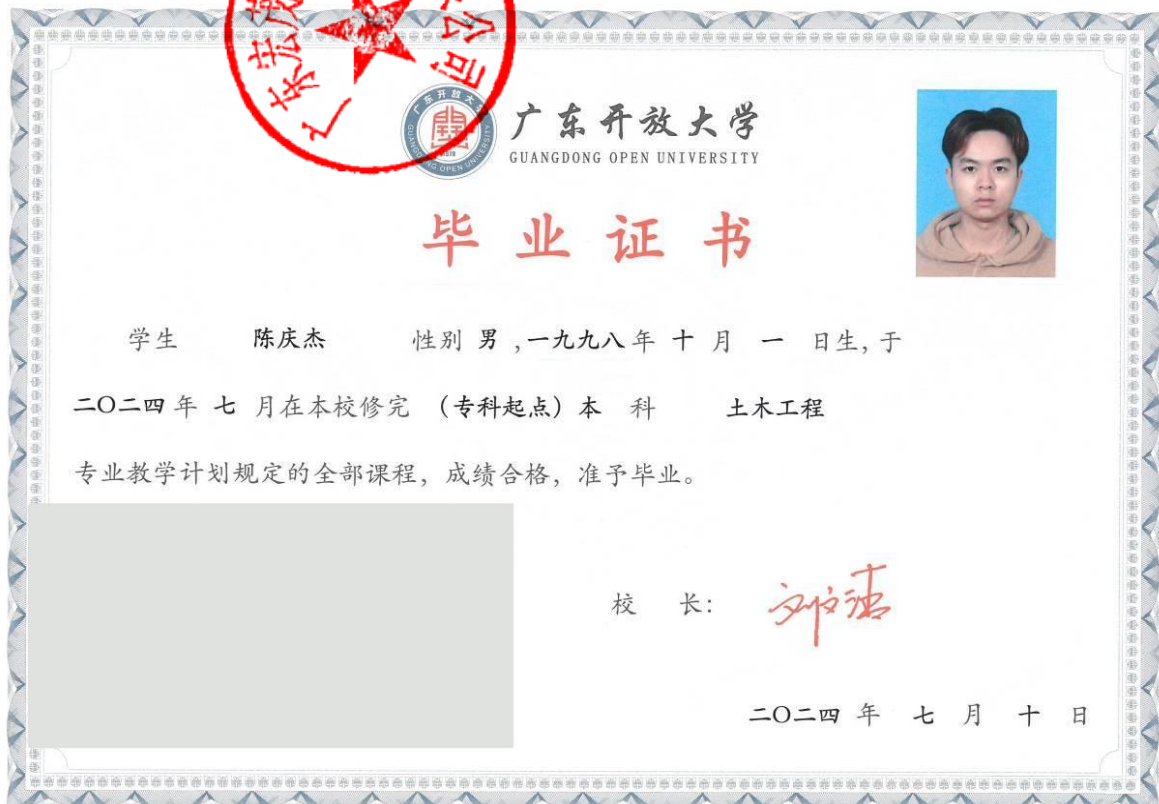 广东开放大学
GUANGDONG OPEN UNIVERSITY
毕业证书
学生 陈庆杰 性别 男 ,一九九八年 十 月 一 日生, 于
二〇二四 年 七 月在本校修完 (专科起点) 本 科 土木工程
专业教学计划规定的全部课程, 成绩合格, 准予毕业。
校 长:
二〇二四 年 七 月 十 日